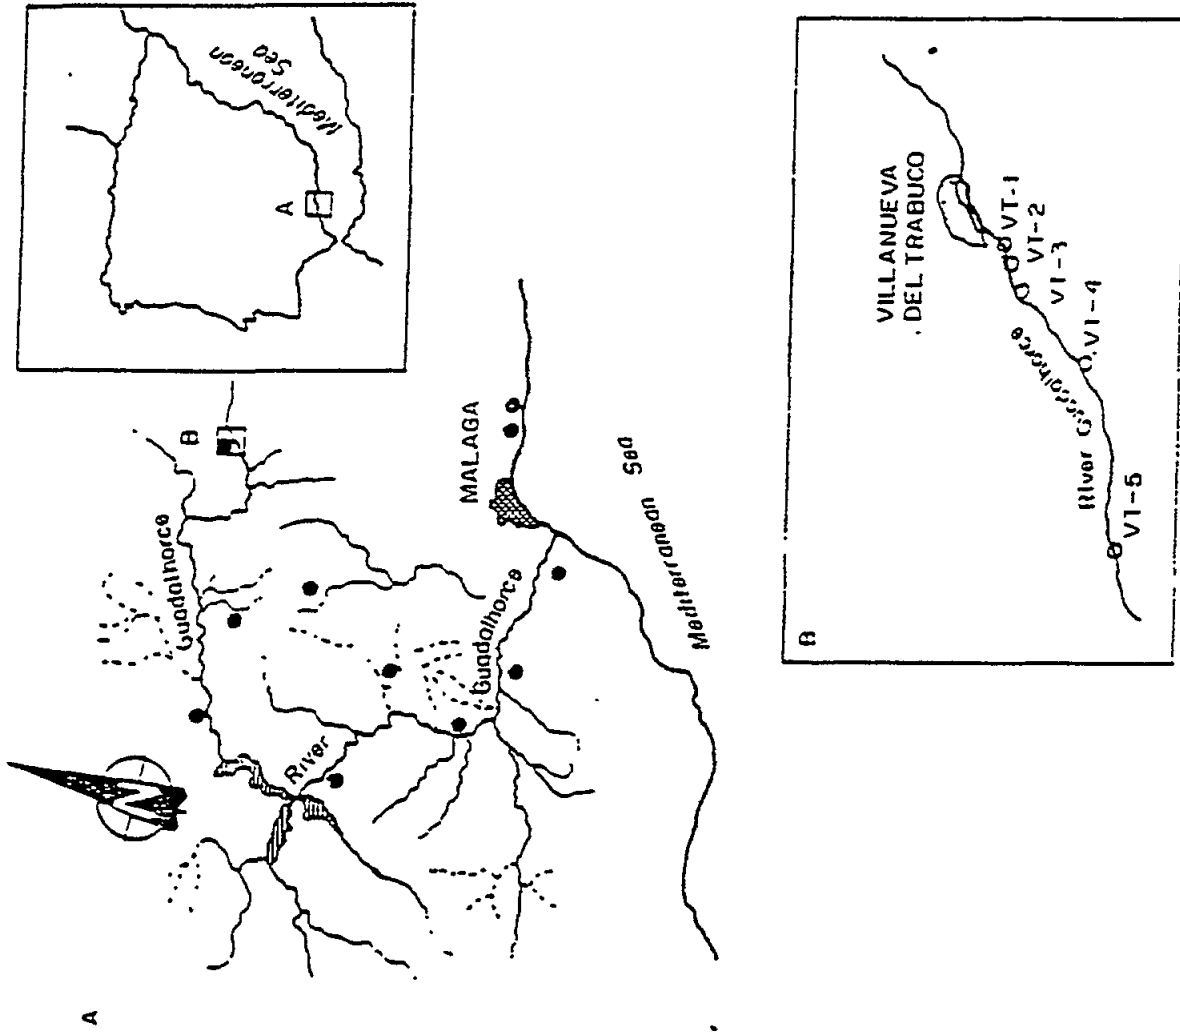 A
Guadalhorce
River
Guadalhorce
B
MALAGA
Mediterranean Sea
Mediterranean
Sea
A
B
VILLANUEVA
DEL TRABUCO
VT-1
VT-2
VT-3
VT-4
River Guadalhorce
VT-5